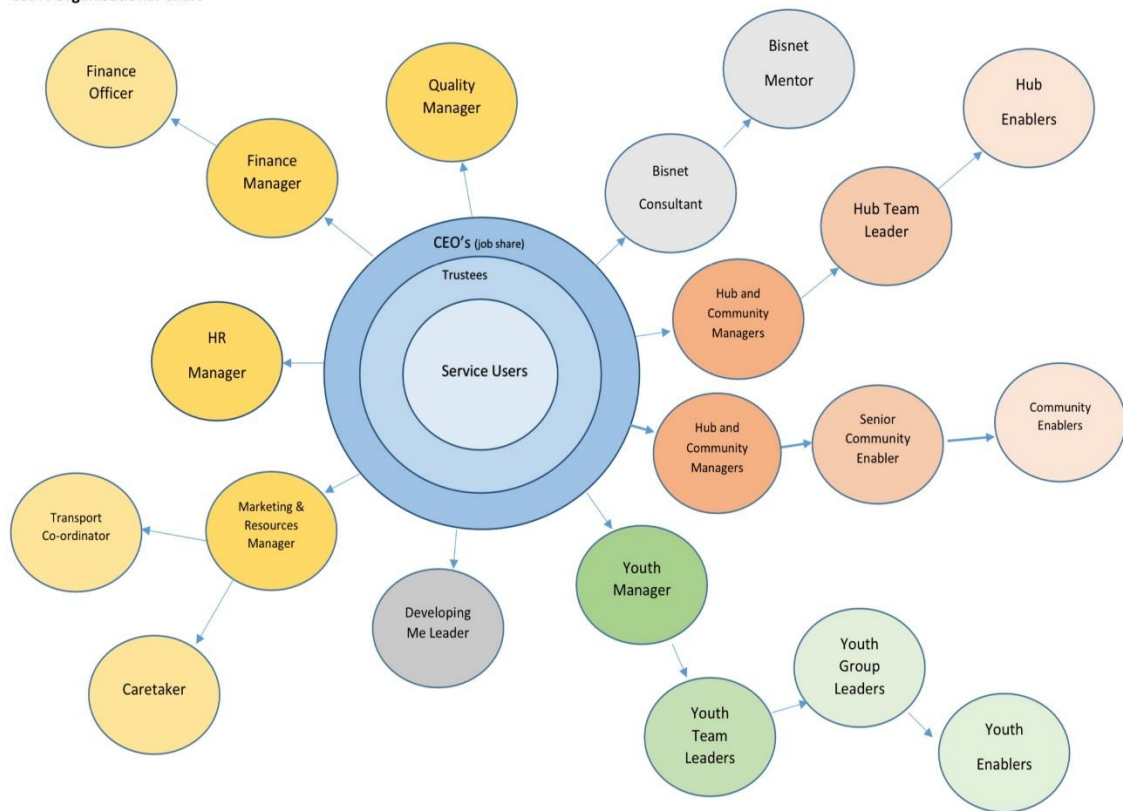 Finance
Officer
Quality
Manager
Bisnet
Mentor
Hub
Enablers
Finance
Manager
Bisnet
Consultant
Hub Team
Leader
CEO's (job share)
Trustees
Service Users
Hub and
Community
Managers
HR
Manager
Hub and
Community
Managers
Senior
Community
Enabler
Community
Enablers
Transport
Co-ordinator
Marketing &
Resources
Manager
Youth
Manager
Developing
Me Leader
Caretaker
Youth
Team
Leaders
Youth
Group
Leaders
Youth
Enablers